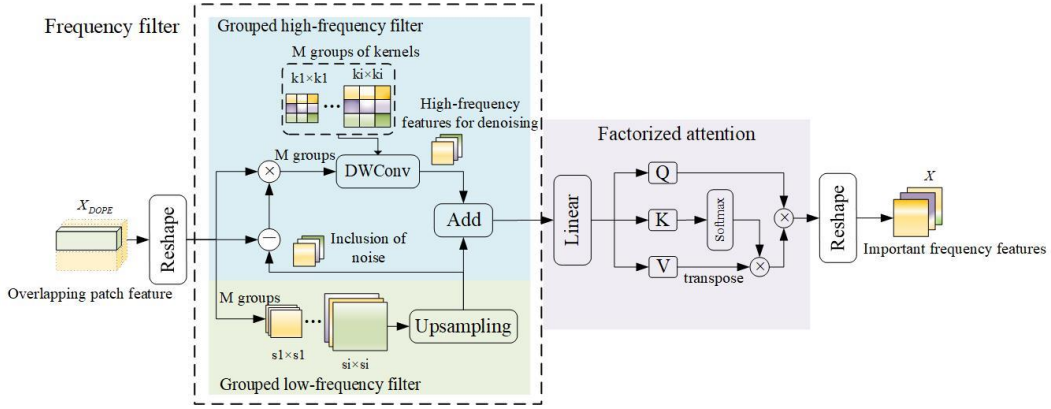 Frequency filter
Grouped high-frequency filter
M groups of kernels
k1×k1
ki×ki
High-frequency
features for denoising
M groups
DWConv
X_DOPE
Reshape
Overlapping patch feature
Add
Inclusion of
noise
M groups
s1×s1
si×si
Upsampling
Grouped low-frequency filter
Factorized attention
Linear
Q
K
V
Softmax
transpose
Reshape
X
Important frequency features